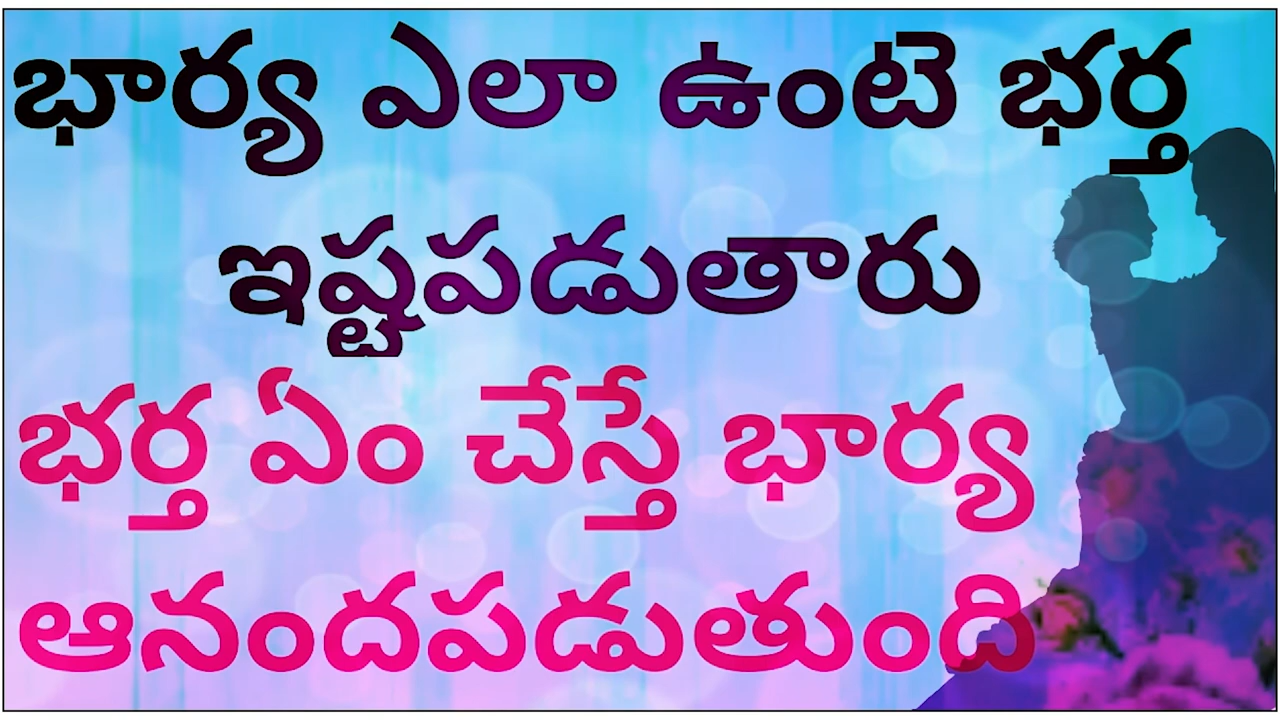 భార్య ఎలా ఉంటె భర్త
ఇష్టపడుతారు
భర్త ఏం చేస్తే భార్య
ఆనందపడుతుంది